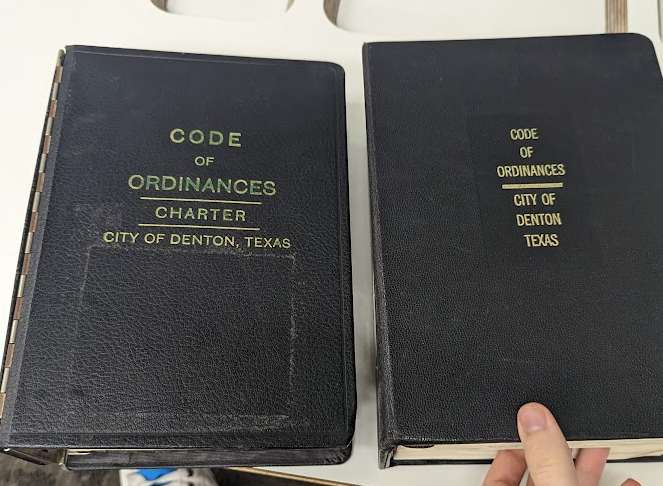 CODE
OF
ORDINANCES
CHARTER
CITY OF DENTON, TEXAS
CODE
OF
ORDINANCES
CITY OF
DENTON
TEXAS